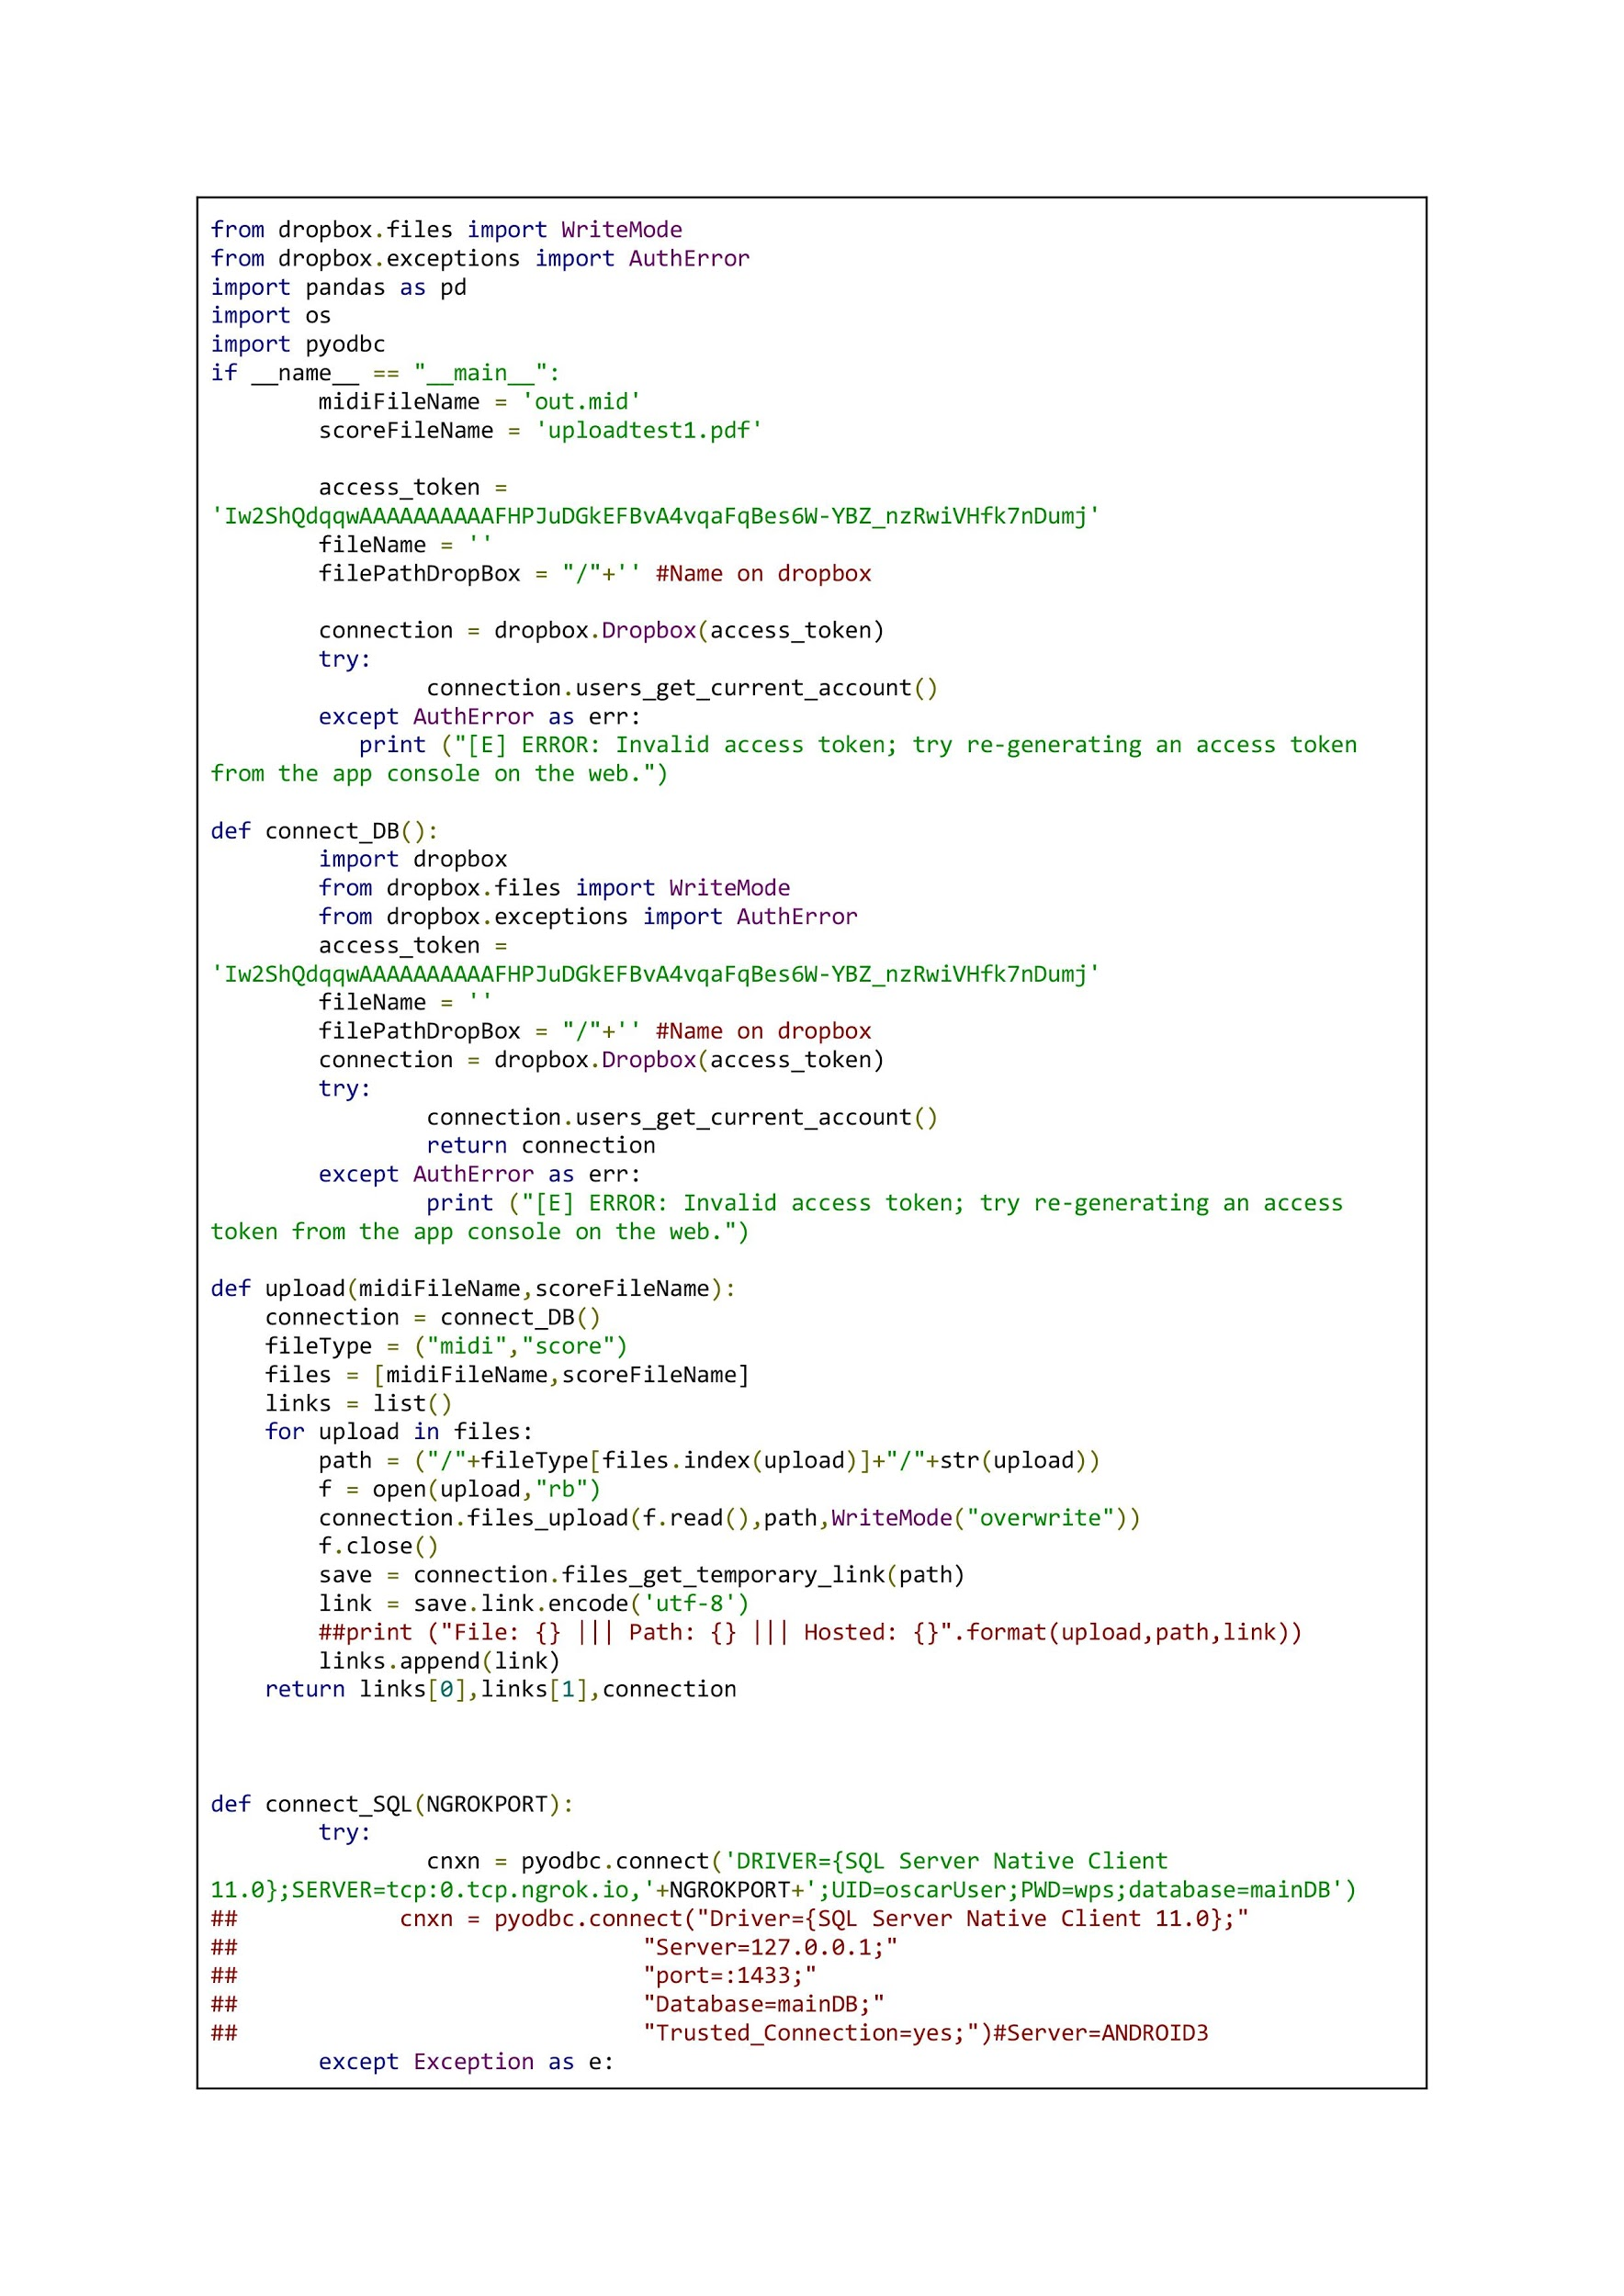 from dropbox.files import WriteMode
from dropbox.exceptions import AuthError
import pandas as pd
import os
import pyodbc
if __name__ == "__main__":
        midiFileName = 'out.mid'
        scoreFileName = 'uploadtest1.pdf'

        access_token =
'Iw2ShQdqqwAAAAAAAAAAFHPJuDGkEFBvA4vqaFqBes6W-YBZ_nzRwiVHfk7nDumj'
        fileName = ''
        filePathDropBox = "/"+'' #Name on dropbox

        connection = dropbox.Dropbox(access_token)
        try:
                connection.users_get_current_account()
        except AuthError as err:
           print ("[E] ERROR: Invalid access token; try re-generating an access token
from the app console on the web.")

def connect_DB():
        import dropbox
        from dropbox.files import WriteMode
        from dropbox.exceptions import AuthError
        access_token =
'Iw2ShQdqqwAAAAAAAAAAFHPJuDGkEFBvA4vqaFqBes6W-YBZ_nzRwiVHfk7nDumj'
        fileName = ''
        filePathDropBox = "/"+'' #Name on dropbox
        connection = dropbox.Dropbox(access_token)
        try:
                connection.users_get_current_account()
                return connection
        except AuthError as err:
                print ("[E] ERROR: Invalid access token; try re-generating an access
token from the app console on the web.")

def upload(midiFileName,scoreFileName):
    connection = connect_DB()
    fileType = ("midi","score")
    files = [midiFileName,scoreFileName]
    links = list()
    for upload in files:
        path = ("/"+fileType[files.index(upload)]+"/"+str(upload))
        f = open(upload,"rb")
        connection.files_upload(f.read(),path,WriteMode("overwrite"))
        f.close()
        save = connection.files_get_temporary_link(path)
        link = save.link.encode('utf-8')
        ##print ("File: {} ||| Path: {} ||| Hosted: {}".format(upload,path,link))
        links.append(link)
    return links[0],links[1],connection

def connect_SQL(NGROKPORT):
        try:
                cnxn = pyodbc.connect('DRIVER={SQL Server Native Client
11.0};SERVER=tcp:0.tcp.ngrok.io,'+NGROKPORT+';UID=oscarUser;PWD=wps;database=mainDB')
##            cnxn = pyodbc.connect("Driver={SQL Server Native Client 11.0};"
##                              "Server=127.0.0.1;"
##                              "port=:1433;"
##                              "Database=mainDB;"
##                              "Trusted_Connection=yes;")#Server=ANDROID3
        except Exception as e: